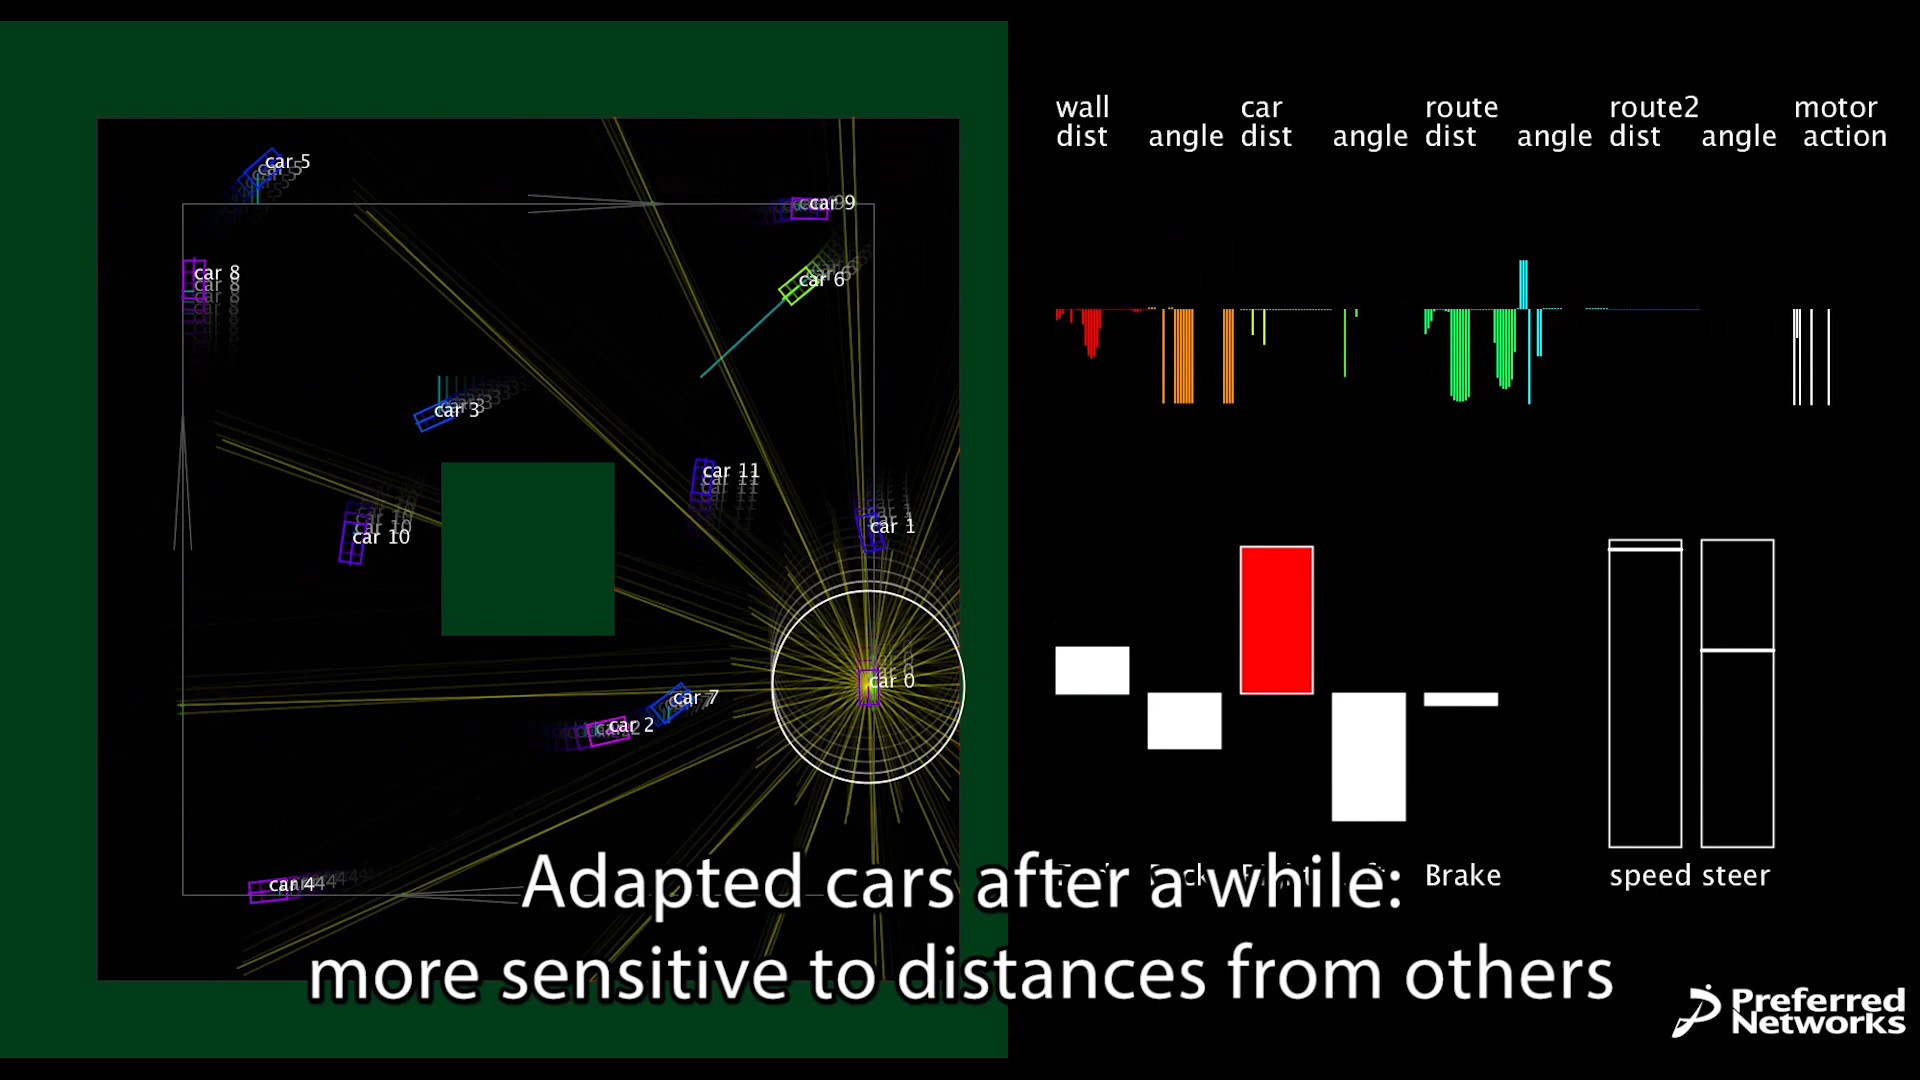 wall car route route2 motor
dist angle dist angle dist angle dist angle action
car 5
car 9
car 8
car 6
car 3
car 11
car 10
car 1
car 0
car 7
car 2
car 4
Brake speed steer
Adapted cars after a while:
more sensitive to distances from others
Preferred
Networks